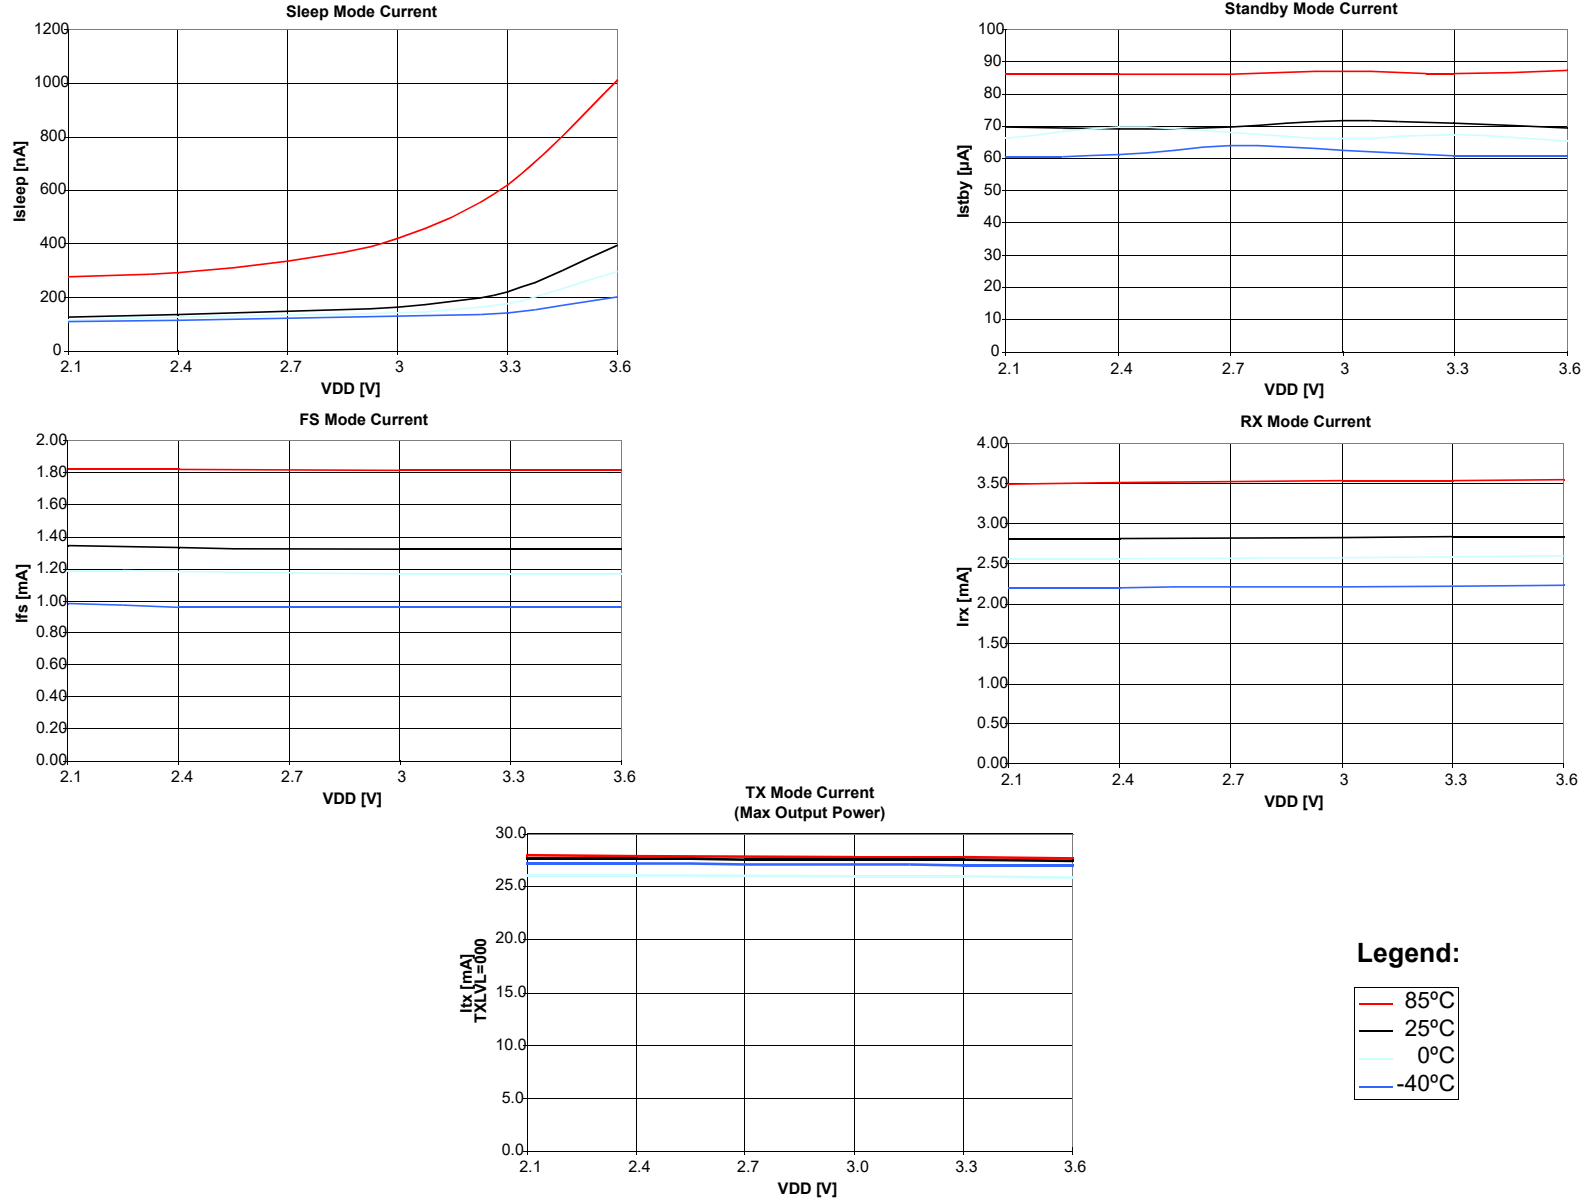 Sleep Mode Current
1200
1000
800
600
400
200
0
Isleep [nA]
2.1 2.4 2.7 3 3.3 3.6
VDD [V]
Standby Mode Current
100
90
80
70
60
50
40
30
20
10
0
Istby [µA]
2.1 2.4 2.7 3 3.3 3.6
VDD [V]
FS Mode Current
2.00
1.80
1.60
1.40
1.20
1.00
0.80
0.60
0.40
0.20
0.00
Ifs [mA]
2.1 2.4 2.7 3 3.3 3.6
VDD [V]
RX Mode Current
4.00
3.50
3.00
2.50
2.00
1.50
1.00
0.50
0.00
Irx [mA]
2.1 2.4 2.7 3 3.3 3.6
VDD [V]
TX Mode Current
(Max Output Power)
30.0
25.0
20.0
15.0
10.0
5.0
0.0
Itx [mA]
TXLVL=000
2.1 2.4 2.7 3.0 3.3 3.6
VDD [V]
Legend:
85ºC
25ºC
0ºC
-40ºC